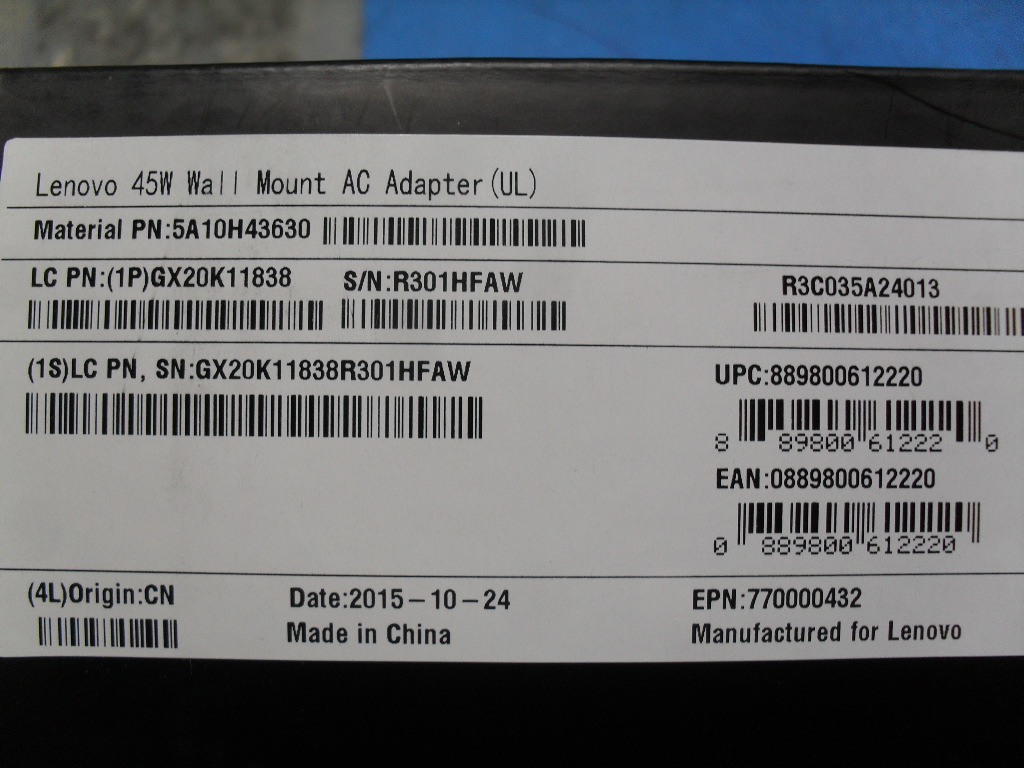 Lenovo 45W Wall Mount AC Adapter(UL)
Material PN:5A10H43630
LC PN:(1P)GX20K11838 S/N:R301HFAW R3C035A24013
(1S)LC PN, SN:GX20K11838R301HFAW UPC:889800612220
8 89800 61222 0
EAN:0889800612220
0 889800 612220
(4L)Origin:CN Date:2015-10-24 EPN:770000432
Made in China Manufactured for Lenovo